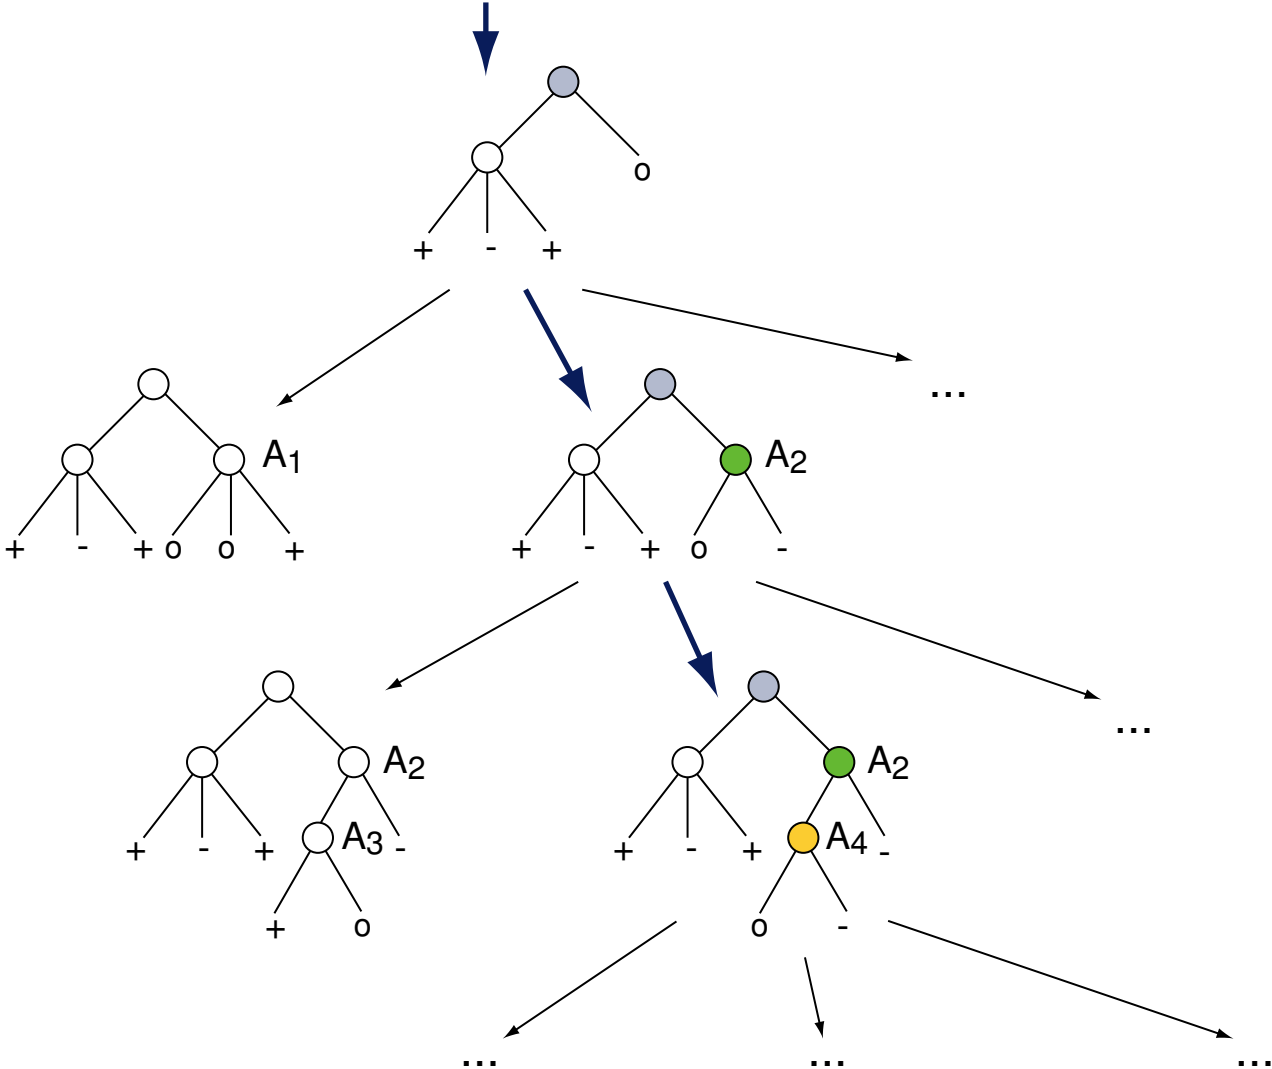 o
+ - +
...
A1
A2
+ - + o o +
+ - + o -
...
A2
A2
A3 -
A4 -
+ - +
+ - +
+ o
o -
... ... ...